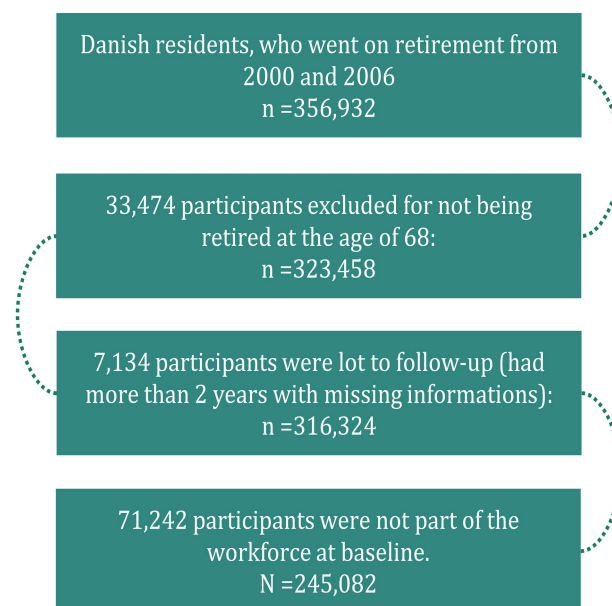 Danish residents, who went on retirement from
2000 and 2006
n =356,932
33,474 participants excluded for not being
retired at the age of 68:
n =323,458
7,134 participants were lot to follow-up (had
more than 2 years with missing informations):
n =316,324
71,242 participants were not part of the
workforce at baseline.
N =245,082